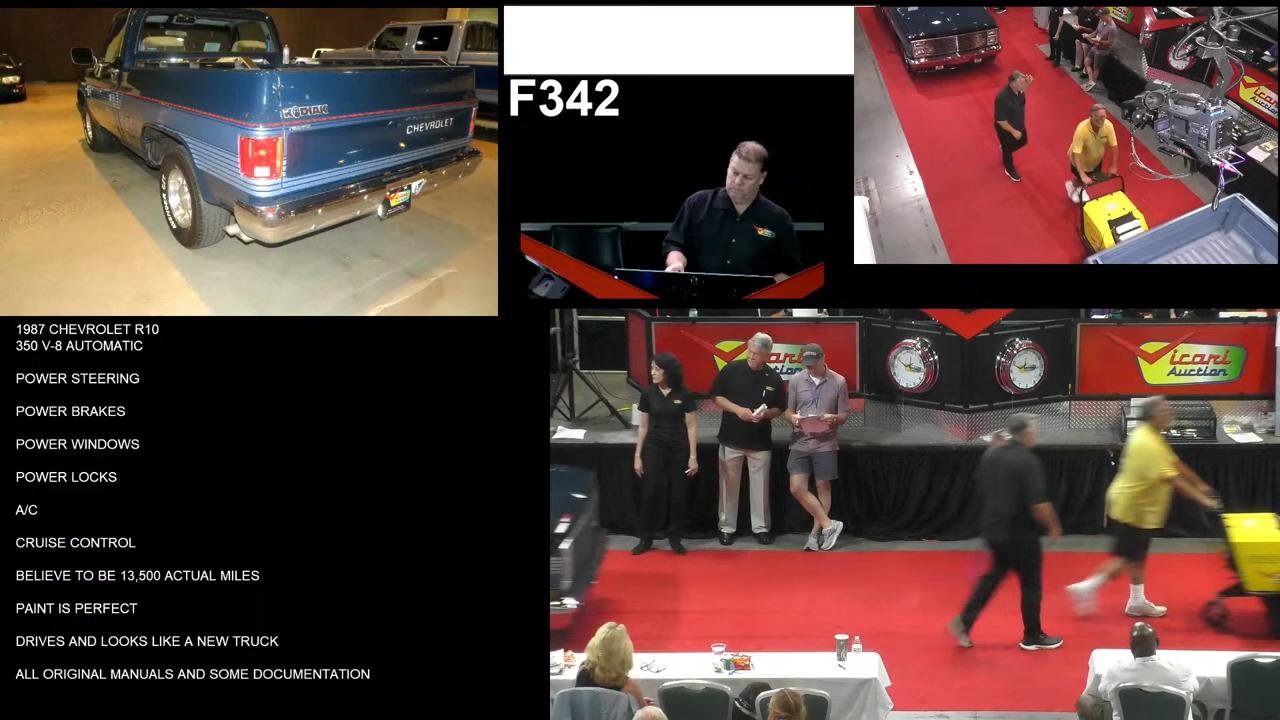 KODIAK
CHEVROLET
F342
1987 CHEVROLET R10
350 V-8 AUTOMATIC
POWER STEERING
POWER BRAKES
POWER WINDOWS
POWER LOCKS
A/C
CRUISE CONTROL
BELIEVE TO BE 13,500 ACTUAL MILES
PAINT IS PERFECT
DRIVES AND LOOKS LIKE A NEW TRUCK
ALL ORIGINAL MANUALS AND SOME DOCUMENTATION
Vicari
Auction